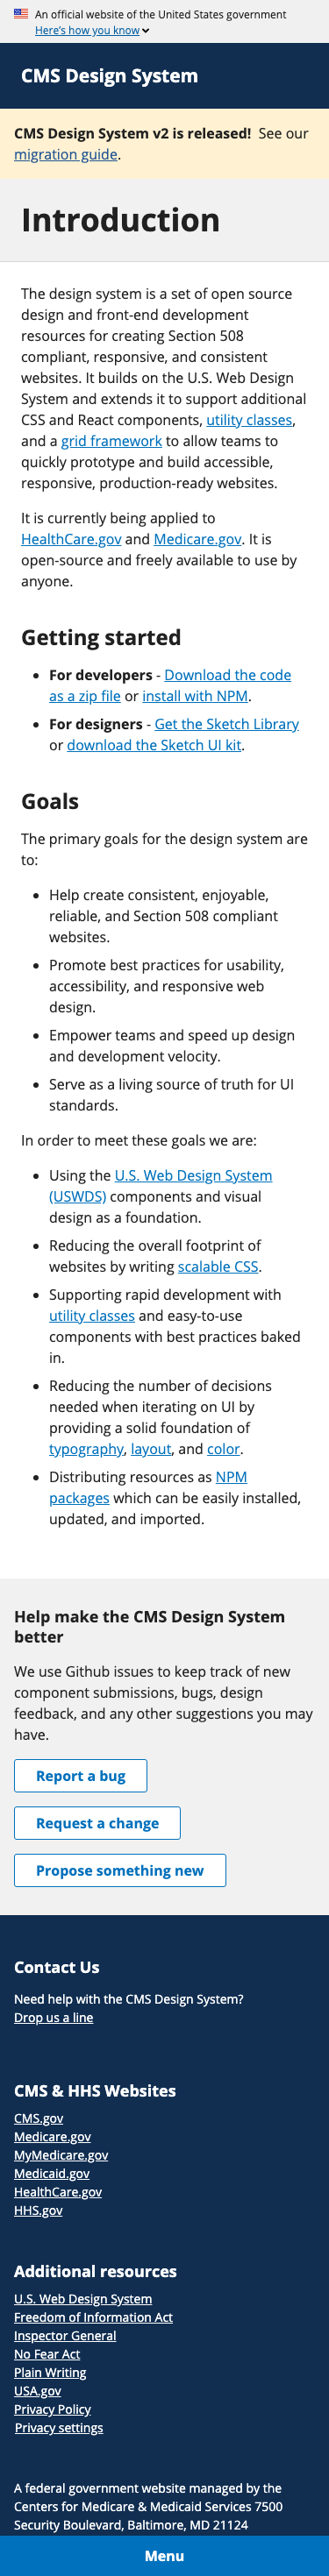 An official website of the United States government
Here's how you know
CMS Design System
CMS Design System v2 is released! See our
migration guide.
Introduction
The design system is a set of open source
design and front-end development
resources for creating Section 508
compliant, responsive, and consistent
websites. It builds on the U.S. Web Design
System and extends it to support additional
CSS and React components, utility classes,
and a grid framework to allow teams to
quickly prototype and build accessible,
responsive, production-ready websites.
It is currently being applied to
HealthCare.gov and Medicare.gov. It is
open-source and freely available to use by
anyone.
Getting started
• For developers - Download the code
as a zip file or install with NPM.
• For designers - Get the Sketch Library
or download the Sketch UI kit.
Goals
The primary goals for the design system are
to:
• Help create consistent, enjoyable,
reliable, and Section 508 compliant
websites.
• Promote best practices for usability,
accessibility, and responsive web
design.
• Empower teams and speed up design
and development velocity.
• Serve as a living source of truth for UI
standards.
In order to meet these goals we are:
• Using the U.S. Web Design System
(USWDS) components and visual
design as a foundation.
• Reducing the overall footprint of
websites by writing scalable CSS.
• Supporting rapid development with
utility classes and easy-to-use
components with best practices baked
in.
• Reducing the number of decisions
needed when iterating on UI by
providing a solid foundation of
typography, layout, and color.
• Distributing resources as NPM
packages which can be easily installed,
updated, and imported.
Help make the CMS Design System
better
We use Github issues to keep track of new
component submissions, bugs, design
feedback, and any other suggestions you may
have.
Report a bug
Request a change
Propose something new
Contact Us
Need help with the CMS Design System?
Drop us a line
CMS & HHS Websites
CMS.gov
Medicare.gov
MyMedicare.gov
Medicaid.gov
HealthCare.gov
HHS.gov
Additional resources
U.S. Web Design System
Freedom of Information Act
Inspector General
No Fear Act
Plain Writing
USA.gov
Privacy Policy
Privacy settings
A federal government website managed by the
Centers for Medicare & Medicaid Services 7500
Security Boulevard, Baltimore, MD 21124
Menu